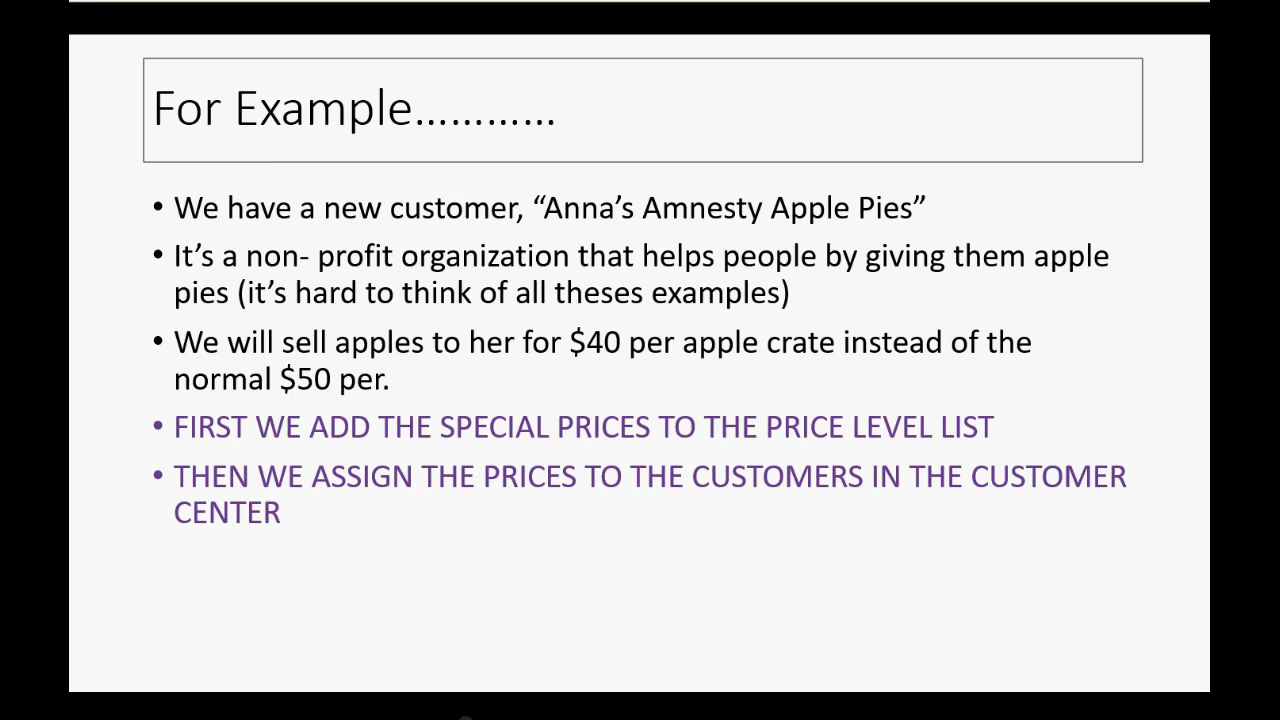 For Example…………
• We have a new customer, “Anna’s Amnesty Apple Pies”
• It’s a non- profit organization that helps people by giving them apple
pies (it’s hard to think of all theses examples)
• We will sell apples to her for $40 per apple crate instead of the
normal $50 per.
• FIRST WE ADD THE SPECIAL PRICES TO THE PRICE LEVEL LIST
• THEN WE ASSIGN THE PRICES TO THE CUSTOMERS IN THE CUSTOMER
CENTER